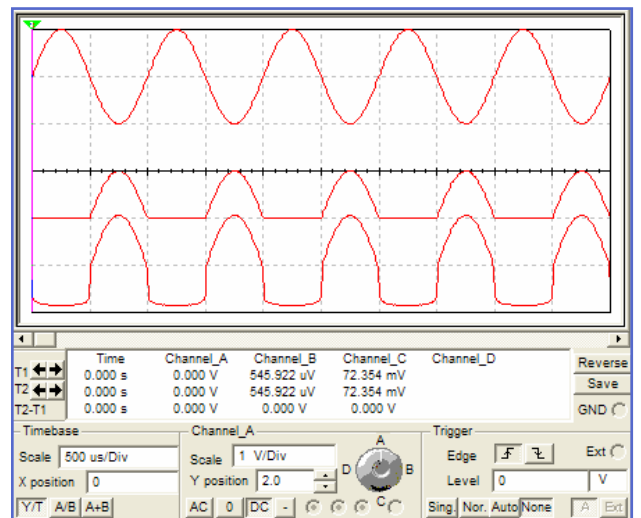 Time Channel_A Channel_B Channel_C Channel_D
T1 0.000 s 0.000 V 545.922 uV 72.354 mV
T2 0.000 s 0.000 V 545.922 uV 72.354 mV
T2-T1 0.000 s 0.000 V 0.000 V 0.000 V
Reverse
Save
GND
Timebase
Scale 500 us/Div
X position 0
Y/T A/B A+B
Channel_A
Scale 1 V/Div
Y position 2.0
AC 0 DC -
A
B
C
D
Trigger
Edge Ext
Level 0 V
Sing. Nor. Auto None A Ext